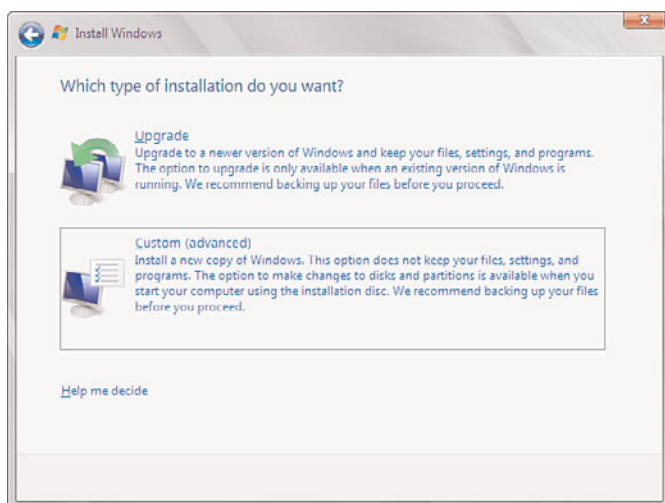 Install Windows
Which type of installation do you want?
Upgrade
Upgrade to a newer version of Windows and keep your files, settings, and programs.
The option to upgrade is only available when an existing version of Windows is
running. We recommend backing up your files before you proceed.
Custom (advanced)
Install a new copy of Windows. This option does not keep your files, settings, and
programs. The option to make changes to disks and partitions is available when you
start your computer using the installation disc. We recommend backing up your files
before you proceed.
Help me decide